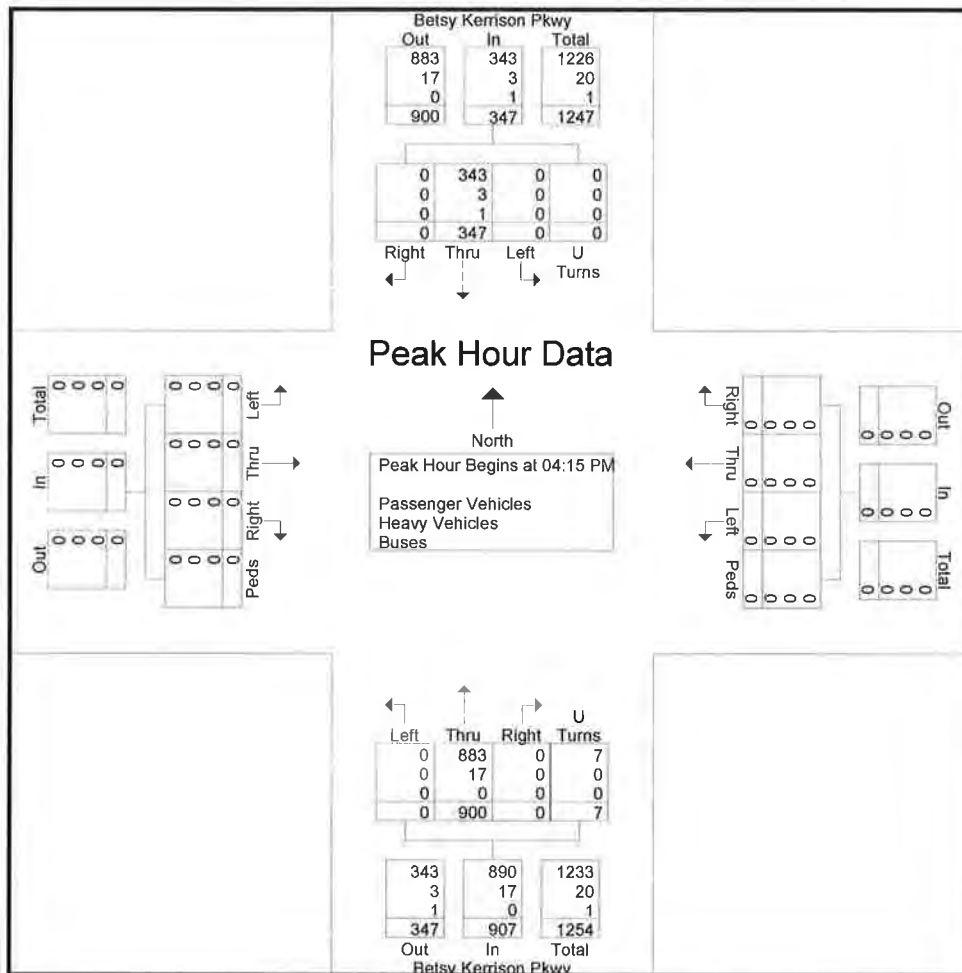 Betsy Kerrison Pkwy
Out In Total
883 343 1226
17 3 20
0 1 1
900 347 1247
0 343 0 0
0 3 0 0
0 1 0 0
0 347 0 0
Right Thru Left U
Turns
Peak Hour Data
North
Peak Hour Begins at 04:15 PM
Passenger Vehicles
Heavy Vehicles
Buses
Total
0 0 0 0
In
0 0 0 0
Out
0 0 0 0
Left
0 0 0 0
Thru
0 0 0 0
Right
0 0 0 0
Peds
0 0 0 0
Right
0 0 0 0
Thru
0 0 0 0
Left
0 0 0 0
Peds
0 0 0 0
Out
0 0 0 0
In
0 0 0 0
Total
0 0 0 0
U
Left Thru Right Turns
0 883 0 7
0 17 0 0
0 0 0 0
0 900 0 7
343 890 1233
3 17 20
1 0 1
347 907 1254
Out In Total
Betsy Kerrison Pkwy